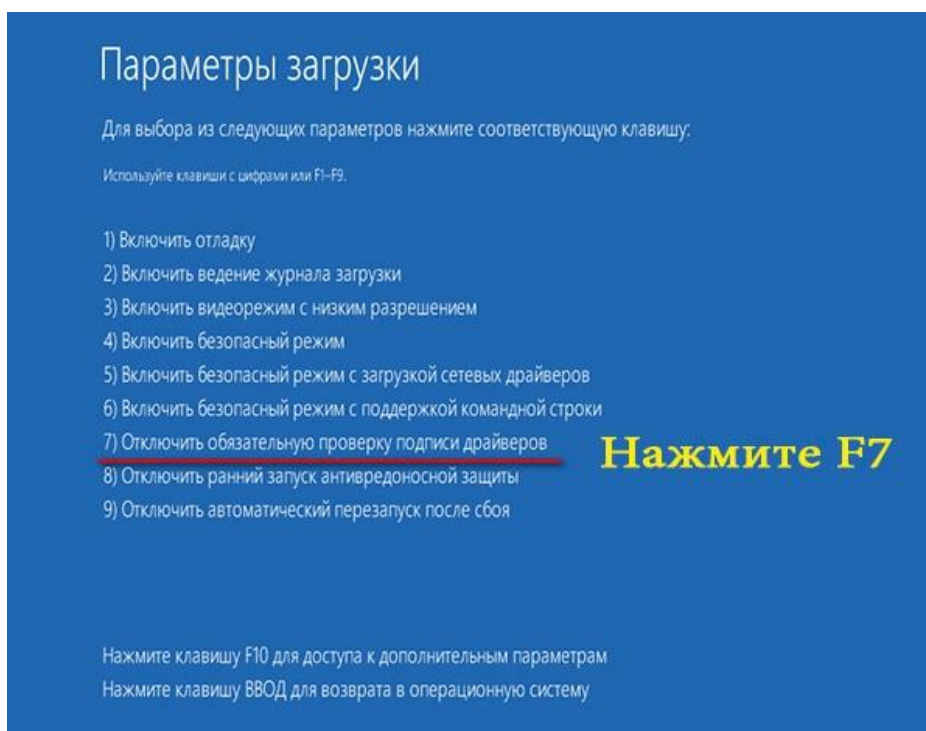 Параметры загрузки
Для выбора из следующих параметров нажмите соответствующую клавишу:
Используйте клавиши с цифрами или F1–F9.
1) Включить отладку
2) Включить ведение журнала загрузки
3) Включить видеорежим с низким разрешением
4) Включить безопасный режим
5) Включить безопасный режим с загрузкой сетевых драйверов
6) Включить безопасный режим с поддержкой командной строки
7) Отключить обязательную проверку подписи драйверов
Нажмите F7
8) Отключить ранний запуск антивредоносной защиты
9) Отключить автоматический перезапуск после сбоя
Нажмите клавишу F10 для доступа к дополнительным параметрам
Нажмите клавишу ВВОД для возврата в операционную систему